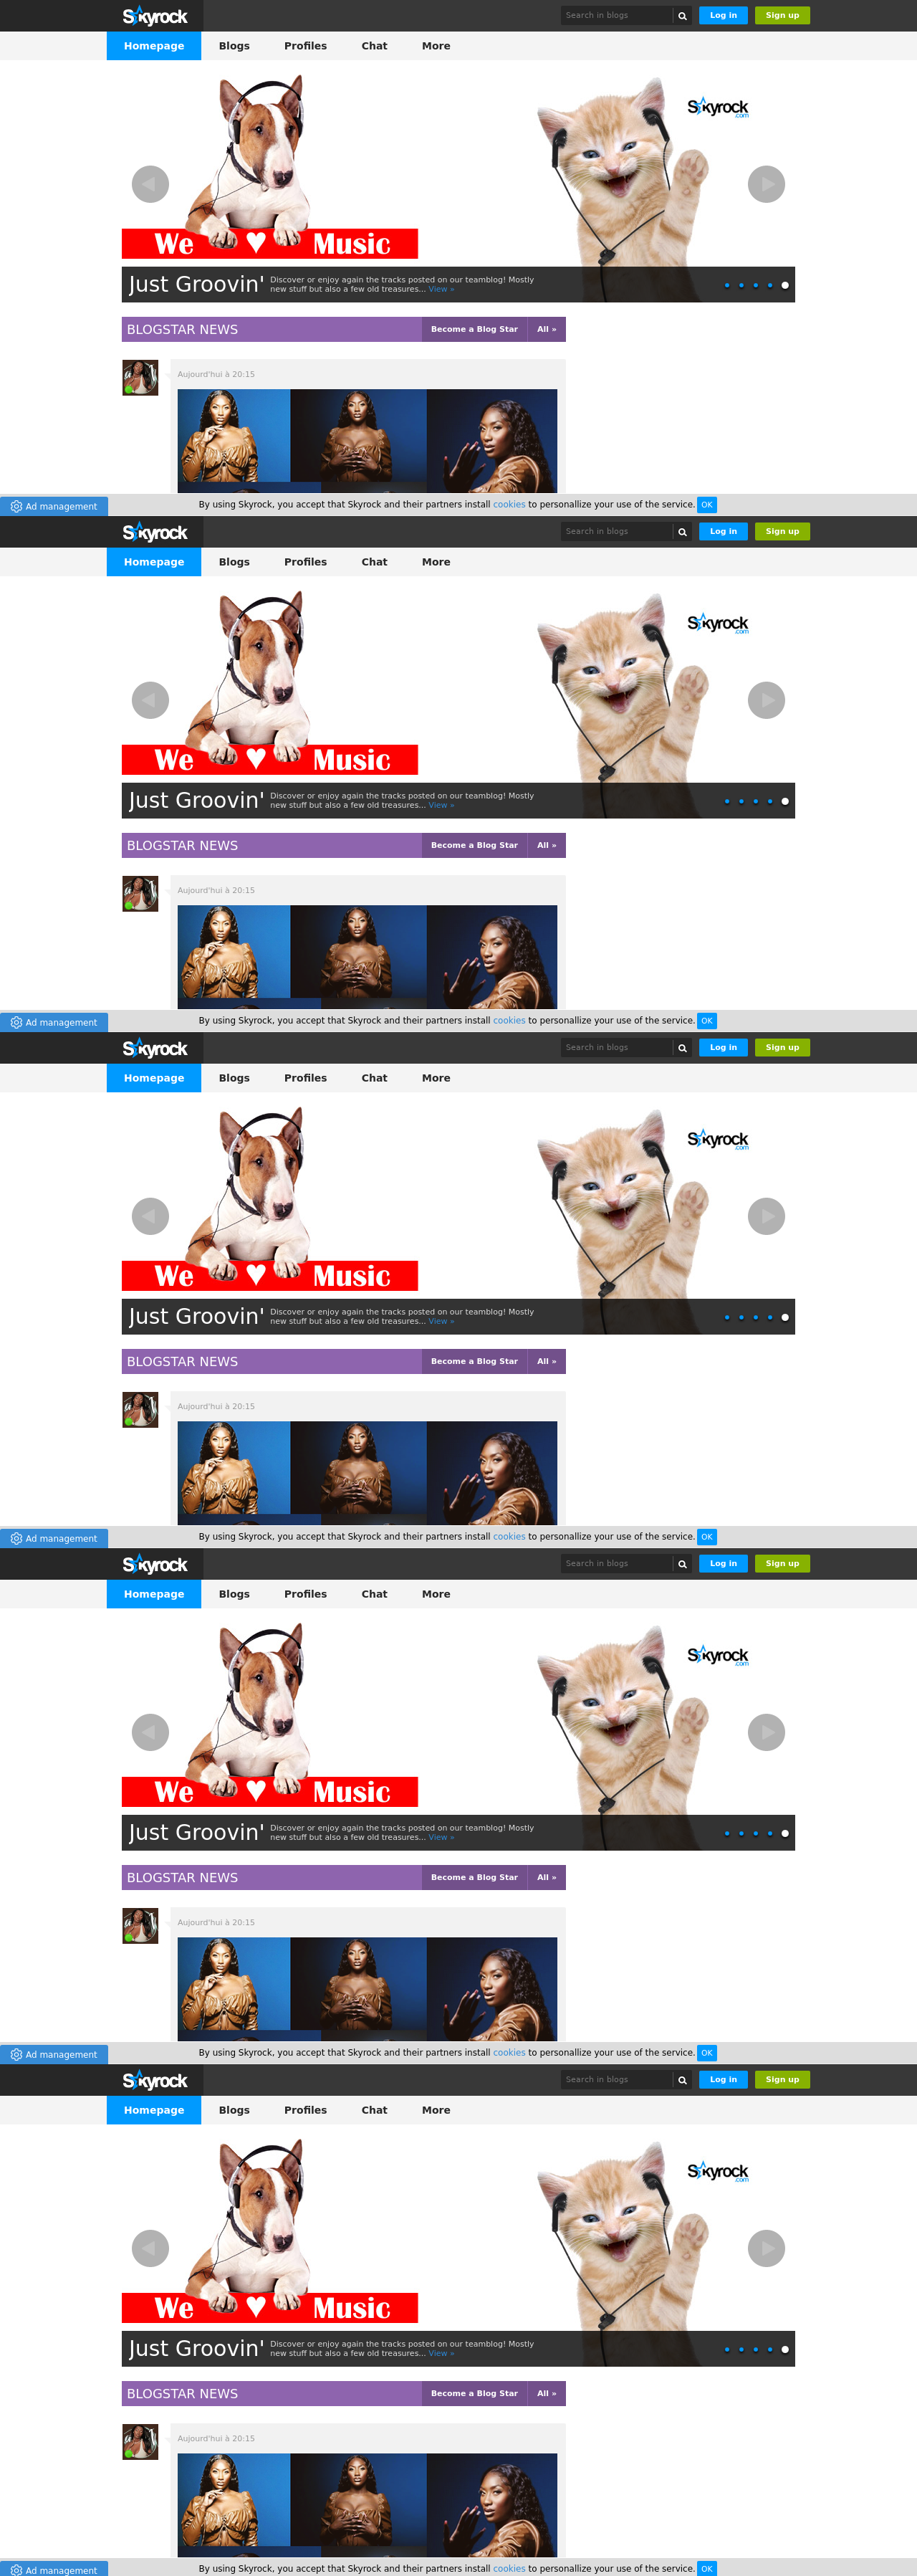 Skyrock
Search in blogs
Log in
Sign up
Homepage
Blogs
Profiles
Chat
More
Skyrock
.com
We ♥ Music
Just Groovin'
Discover or enjoy again the tracks posted on our teamblog! Mostly
new stuff but also a few old treasures... View »
BLOGSTAR NEWS
Become a Blog Star
All »
Aujourd'hui à 20:15
Ad management
By using Skyrock, you accept that Skyrock and their partners install cookies to personallize your use of the service. OK
Skyrock
Search in blogs
Log in
Sign up
Homepage
Blogs
Profiles
Chat
More
Skyrock
.com
We ♥ Music
Just Groovin'
Discover or enjoy again the tracks posted on our teamblog! Mostly
new stuff but also a few old treasures... View »
BLOGSTAR NEWS
Become a Blog Star
All »
Aujourd'hui à 20:15
Ad management
By using Skyrock, you accept that Skyrock and their partners install cookies to personallize your use of the service. OK
Skyrock
Search in blogs
Log in
Sign up
Homepage
Blogs
Profiles
Chat
More
Skyrock
.com
We ♥ Music
Just Groovin'
Discover or enjoy again the tracks posted on our teamblog! Mostly
new stuff but also a few old treasures... View »
BLOGSTAR NEWS
Become a Blog Star
All »
Aujourd'hui à 20:15
Ad management
By using Skyrock, you accept that Skyrock and their partners install cookies to personallize your use of the service. OK
Skyrock
Search in blogs
Log in
Sign up
Homepage
Blogs
Profiles
Chat
More
Skyrock
.com
We ♥ Music
Just Groovin'
Discover or enjoy again the tracks posted on our teamblog! Mostly
new stuff but also a few old treasures... View »
BLOGSTAR NEWS
Become a Blog Star
All »
Aujourd'hui à 20:15
Ad management
By using Skyrock, you accept that Skyrock and their partners install cookies to personallize your use of the service. OK
Skyrock
Search in blogs
Log in
Sign up
Homepage
Blogs
Profiles
Chat
More
Skyrock
.com
We ♥ Music
Just Groovin'
Discover or enjoy again the tracks posted on our teamblog! Mostly
new stuff but also a few old treasures... View »
BLOGSTAR NEWS
Become a Blog Star
All »
Aujourd'hui à 20:15
Ad management
By using Skyrock, you accept that Skyrock and their partners install cookies to personallize your use of the service. OK